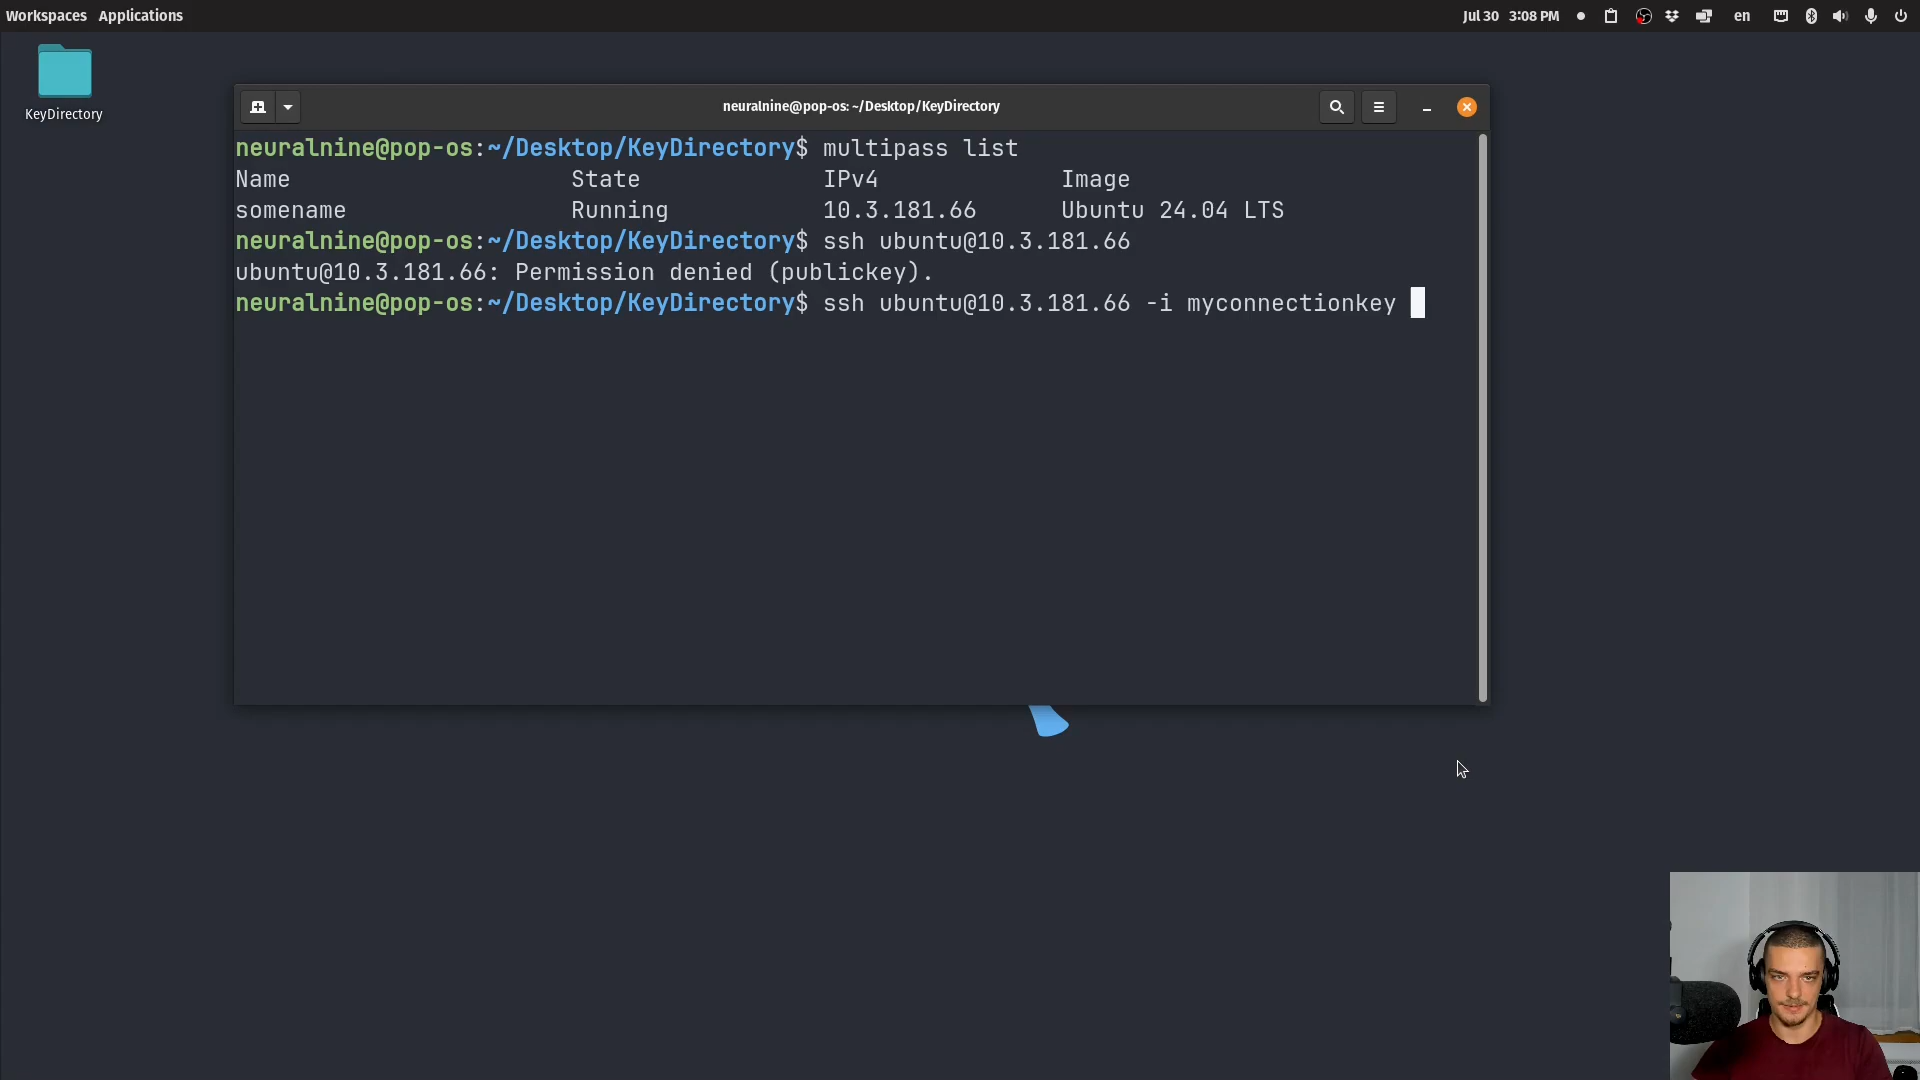 Workspaces Applications Jul 30 3:08 PM en
KeyDirectory
neuralnine@pop-os: ~/Desktop/KeyDirectory
neuralnine@pop-os:~/Desktop/KeyDirectory$ multipass list
Name State IPv4 Image
somename Running 10.3.181.66 Ubuntu 24.04 LTS
neuralnine@pop-os:~/Desktop/KeyDirectory$ ssh ubuntu@10.3.181.66
ubuntu@10.3.181.66: Permission denied (publickey).
neuralnine@pop-os:~/Desktop/KeyDirectory$ ssh ubuntu@10.3.181.66 -i myconnectionkey